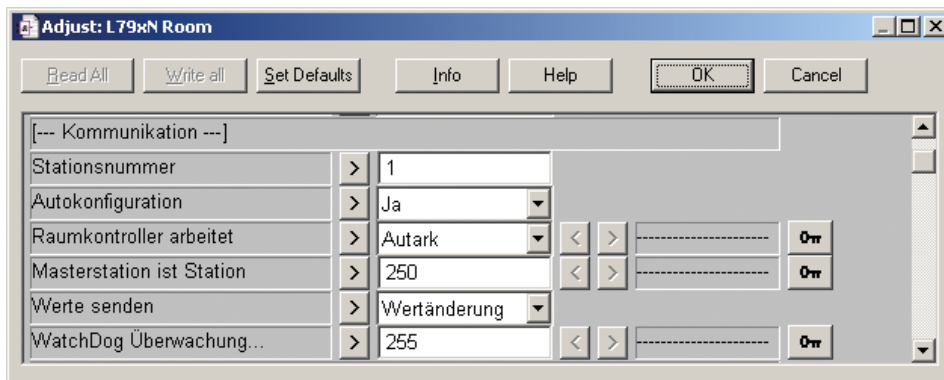 Adjust: L79xN Room
Read All Write all Set Defaults Info Help OK Cancel
[--- Kommunikation ---]
Stationsnummer > 1
Autokonfiguration > Ja
Raumkontroller arbeitet > Autark < > ---------------------
Masterstation ist Station > 250 < > ---------------------
Werte senden > Wertänderung
WatchDog Überwachung... > 255 < > ---------------------